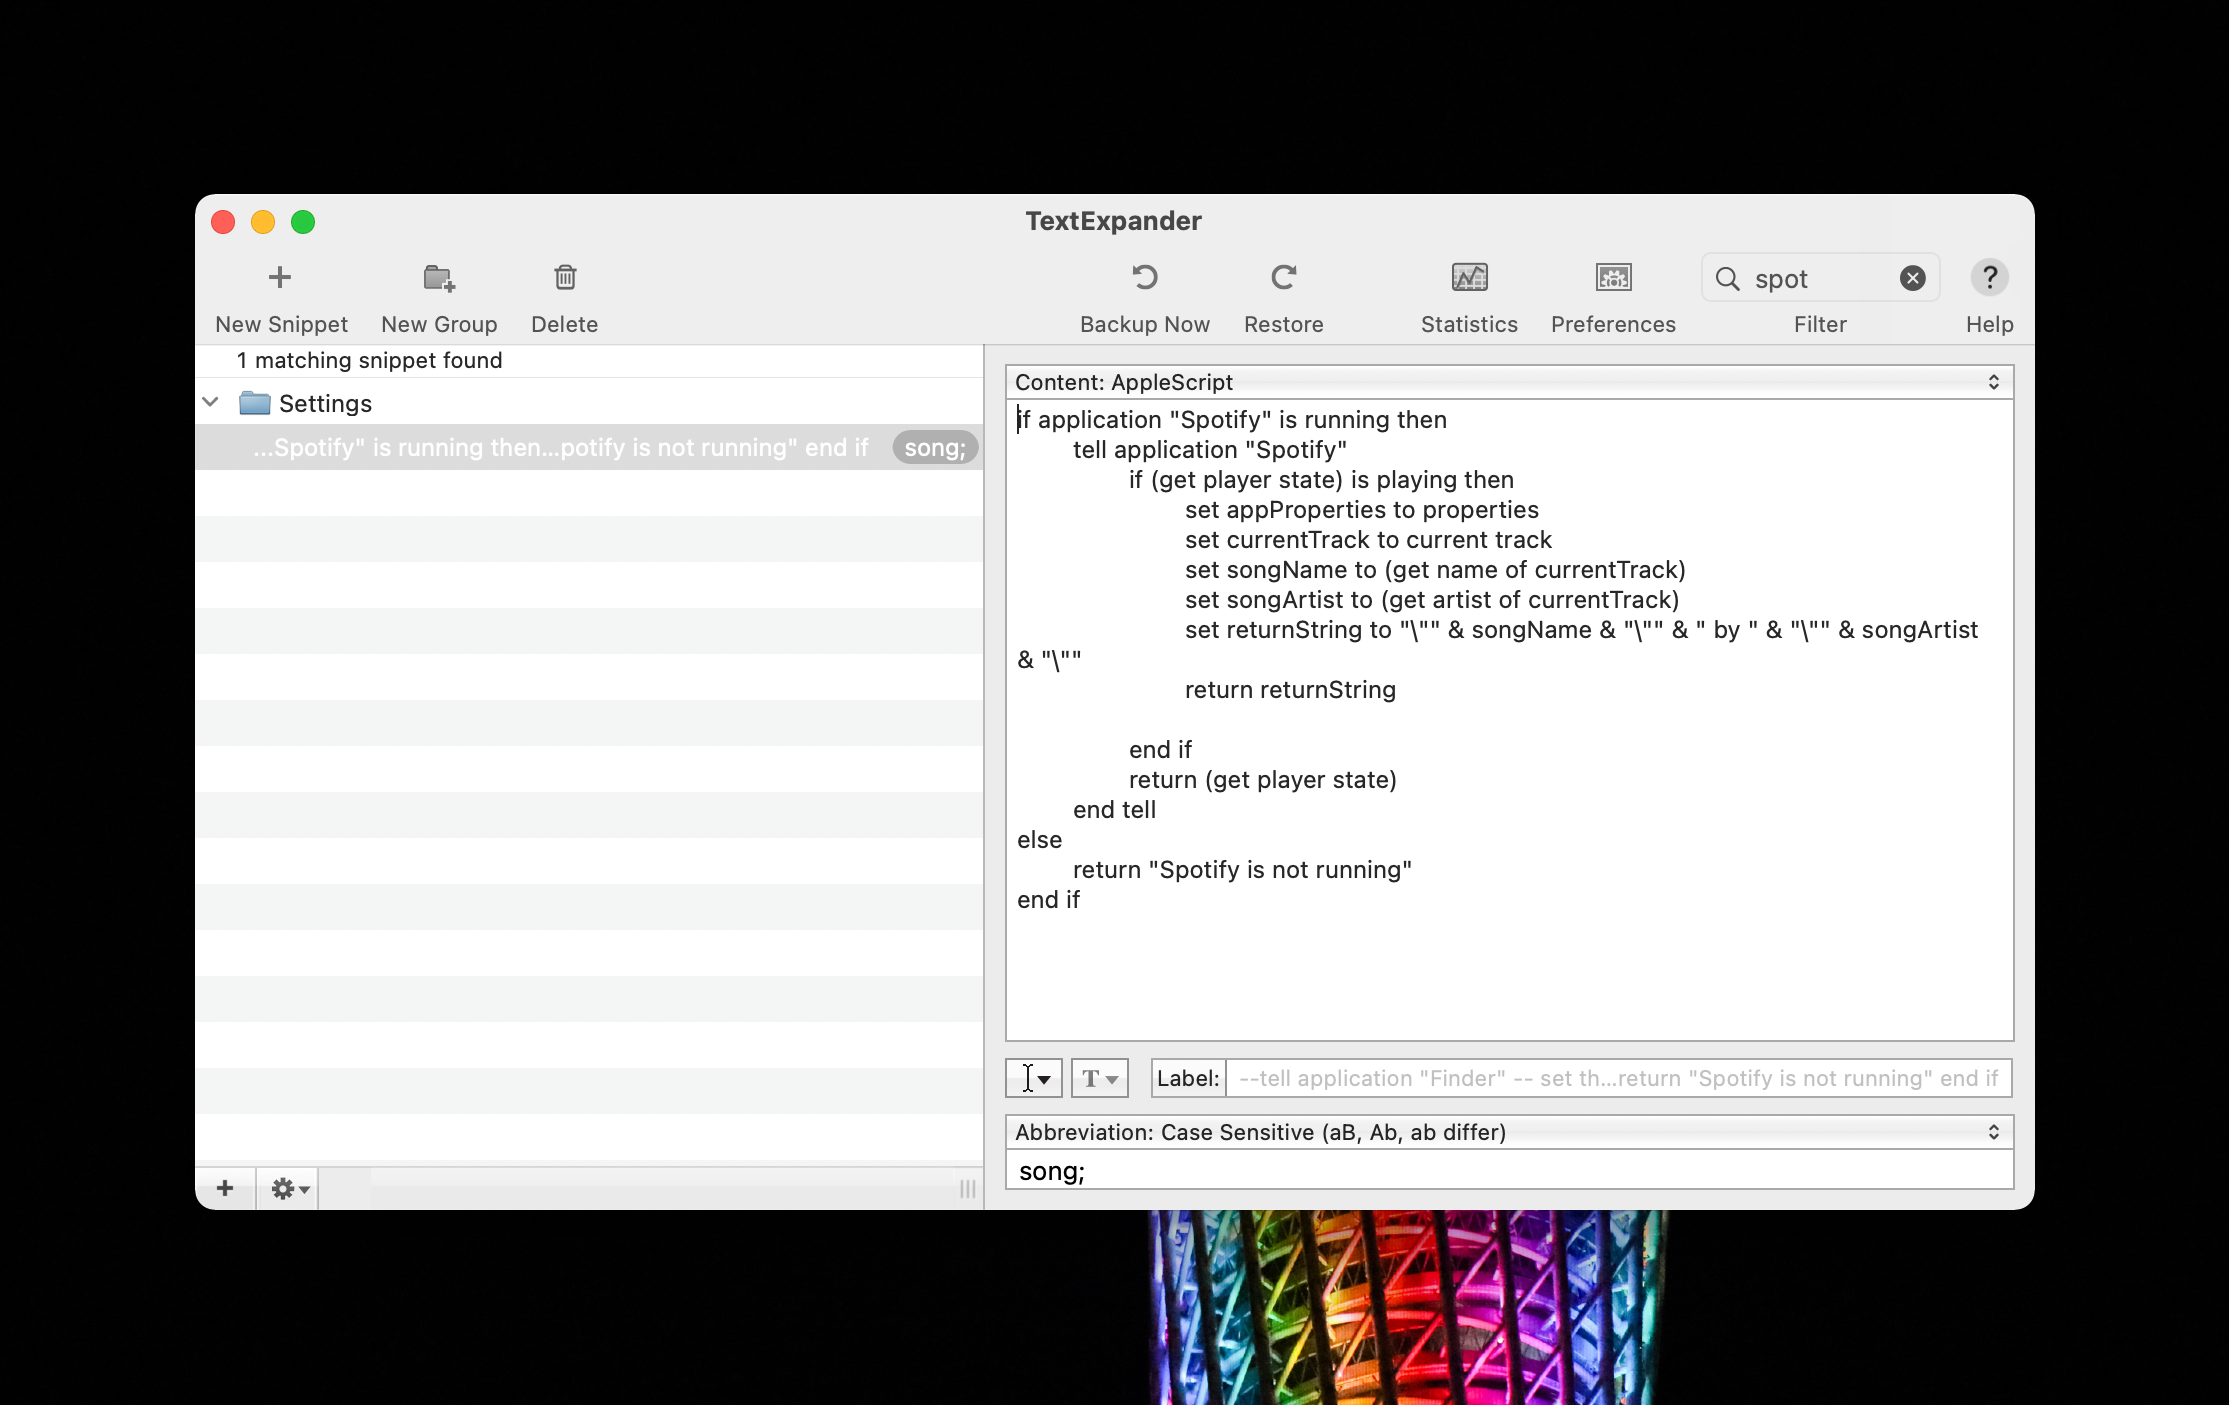 TextExpander
New Snippet
New Group
Delete
Backup Now
Restore
Statistics
Preferences
spot
Filter
?
Help
1 matching snippet found
Settings
...Spotify" is running then...potify is not running" end if
song;
Content: AppleScript
if application "Spotify" is running then
tell application "Spotify"
if (get player state) is playing then
set appProperties to properties
set currentTrack to current track
set songName to (get name of currentTrack)
set songArtist to (get artist of currentTrack)
set returnString to "\"" & songName & "\"" & " by " & "\"" & songArtist
& "\""
return returnString
end if
return (get player state)
end tell
else
return "Spotify is not running"
end if
T
Label:
--tell application "Finder" -- set th...return "Spotify is not running" end if
Abbreviation: Case Sensitive (aB, Ab, ab differ)
song;